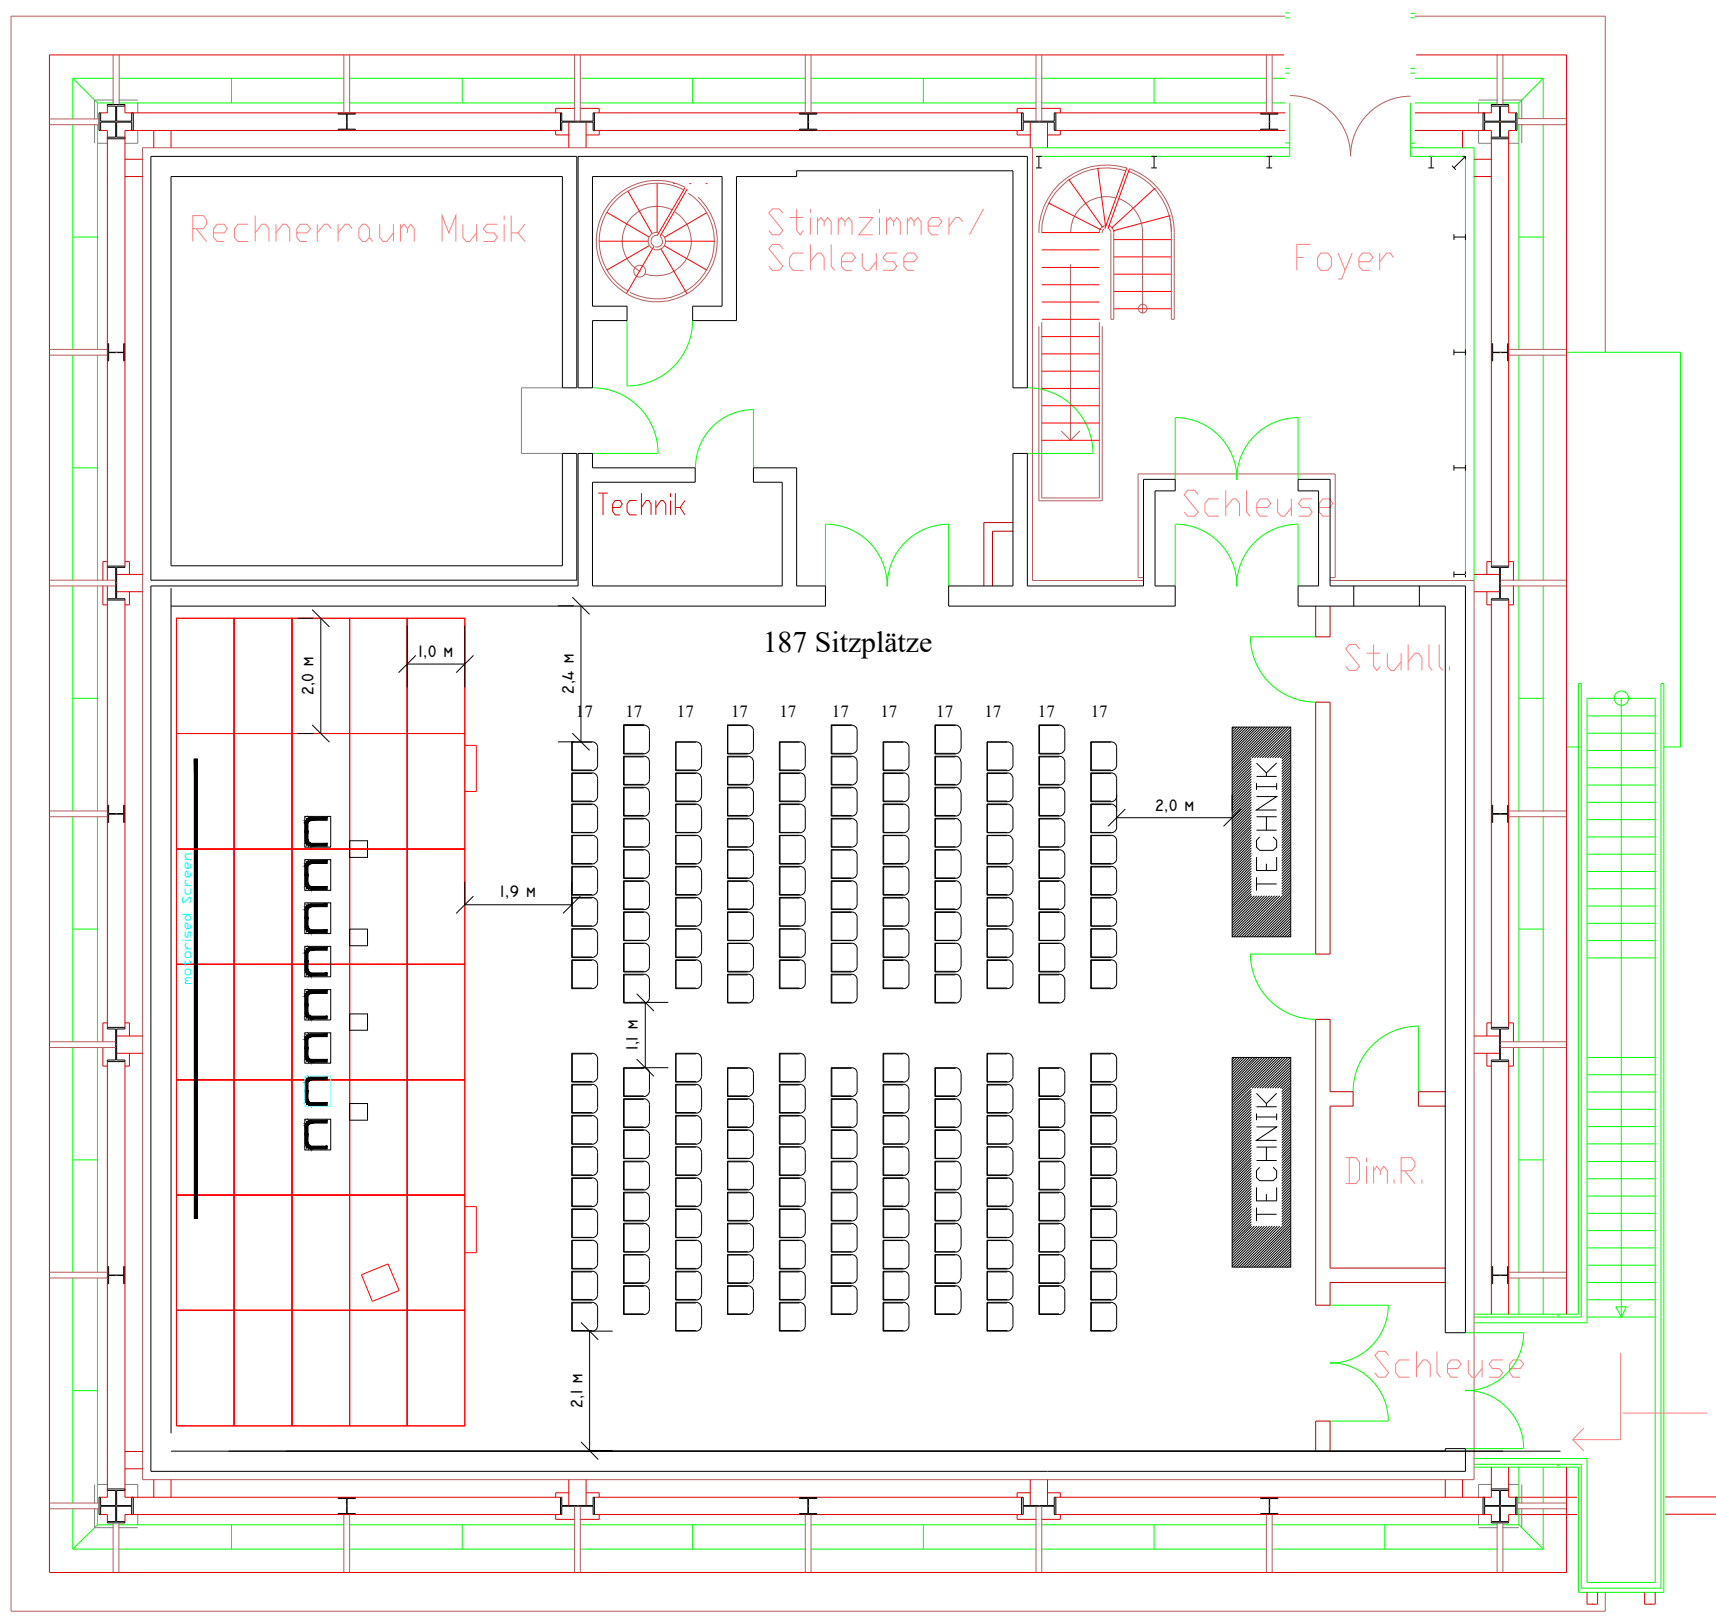 Rechnerraum Musik
Stimmzimmer/
Schleuse
Foyer
Technik
Schleuse
187 Sitzplätze
Stuhll.
2,0 M
1,0 M
2,4 M
17 17 17 17 17 17 17 17 17 17 17
TECHNIK
2,0 M
motorised Screen
1,9 M
1,1 M
TECHNIK
Dim.R.
Schleuse
2,1 M